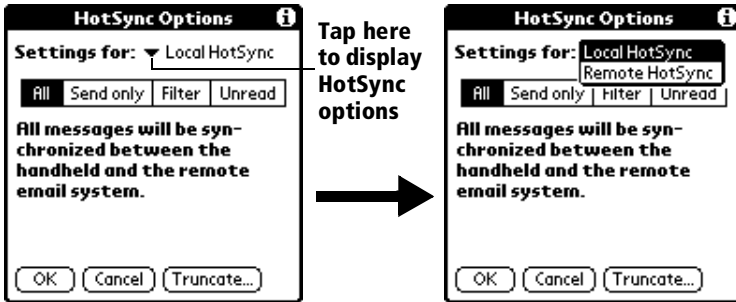 HotSync Options
Settings for: Local HotSync
All Send only Filter Unread
All messages will be syn-
chronized between the
handheld and the remote
email system.
OK Cancel Truncate...
Tap here
to display
HotSync
options
HotSync Options
Settings for: Local HotSync
Remote HotSync
All Send only Filter Unread
All messages will be syn-
chronized between the
handheld and the remote
email system.
OK Cancel Truncate...